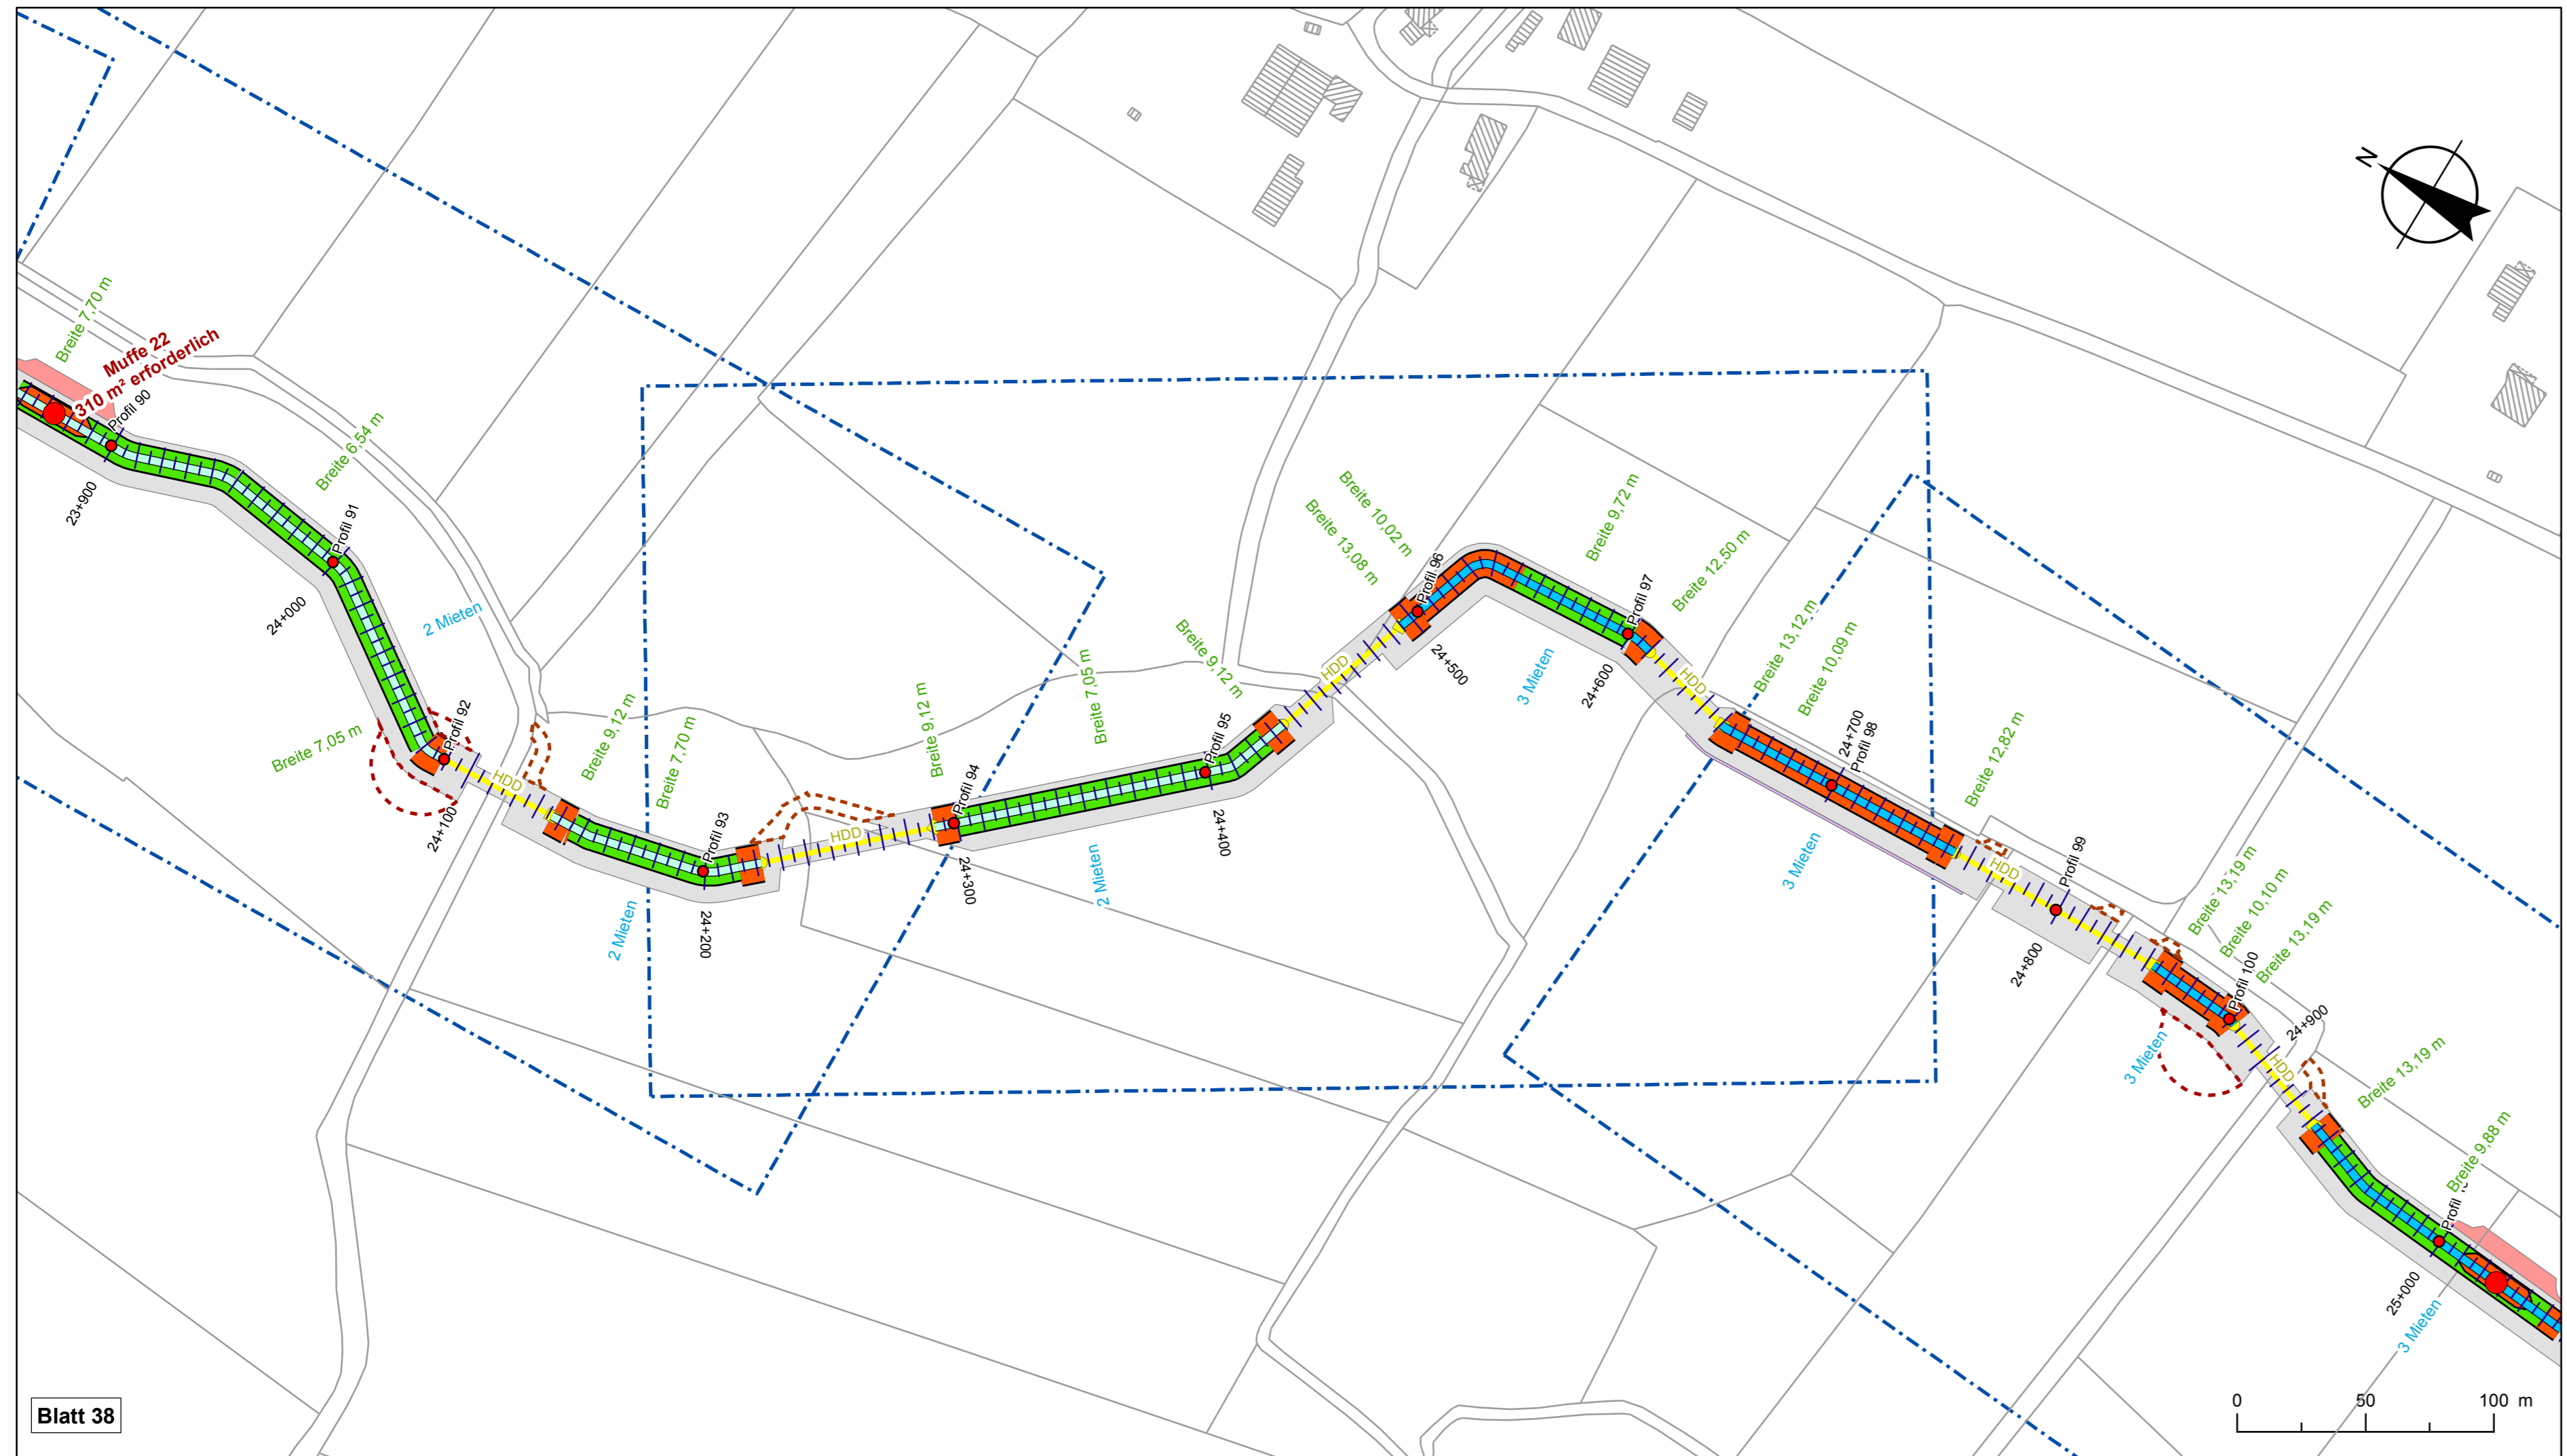 N
Breite 7,70 m
Muffe 22
310 m² erforderlich
Profil 90
23+900
Breite 6,54 m
Profil 91
24+000
2 Mieten
Breite 7,05 m
Profil 92
24+100
HDD
Breite 9,12 m
Breite 7,70 m
Profil 93
24+200
2 Mieten
HDD
Breite 9,12 m
Profil 94
24+300
Breite 7,05 m
2 Mieten
Breite 9,12 m
Profil 95
24+400
HDD
Breite 10,02 m
Breite 13,08 m
Profil 96
24+500
3 Mieten
Breite 9,72 m
Profil 97
24+600
Breite 12,50 m
HDD
Breite 13,12 m
Breite 10,09 m
24+700
Profil 98
3 Mieten
Breite 12,82 m
HDD
Profil 99
24+800
Breite 13,19 m
Breite 10,10 m
Breite 13,19 m
Profil 100
24+900
3 Mieten
HDD
Breite 13,19 m
Breite 9,88 m
Profil
25+000
3 Mieten
Blatt 38
0 50 100 m